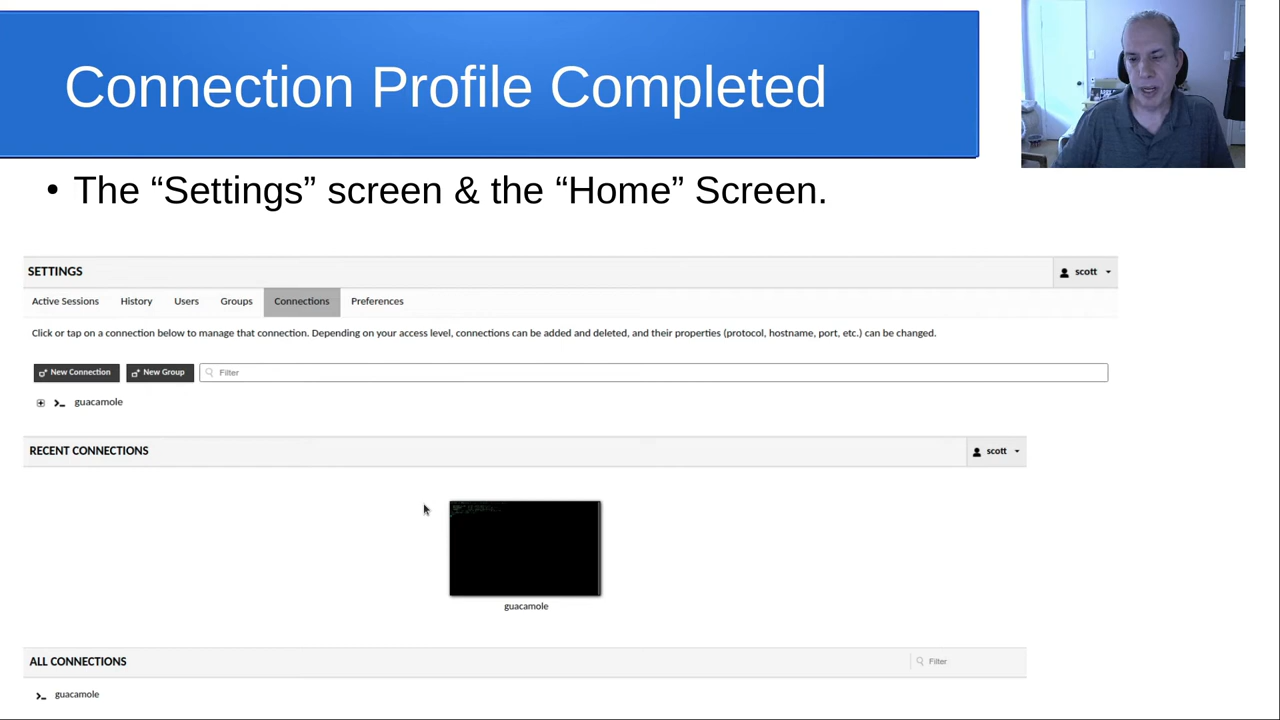 Connection Profile Completed
• The “Settings” screen & the “Home” Screen.
SETTINGS
scott
Active Sessions History Users Groups Connections Preferences
Click or tap on a connection below to manage that connection. Depending on your access level, connections can be added and deleted, and their properties (protocol, hostname, port, etc.) can be changed.
New Connection New Group Filter
guacamole
RECENT CONNECTIONS
scott
guacamole
ALL CONNECTIONS
Filter
guacamole